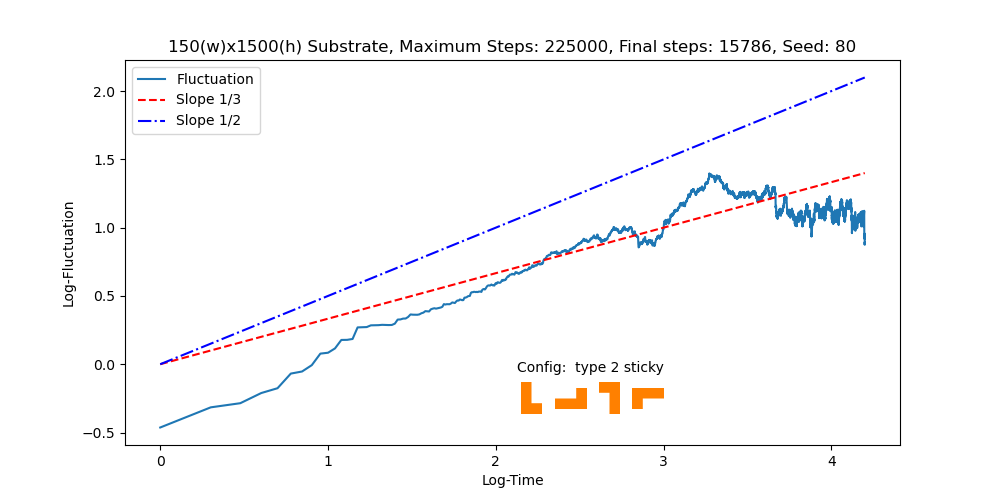 150(w)x1500(h) Substrate, Maximum Steps: 225000, Final steps: 15786, Seed: 80
Fluctuation
Slope 1/3
Slope 1/2
2.0
1.5
1.0
0.5
0.0
−0.5
Log-Fluctuation
Config:  type 2 sticky
0 1 2 3 4
Log-Time